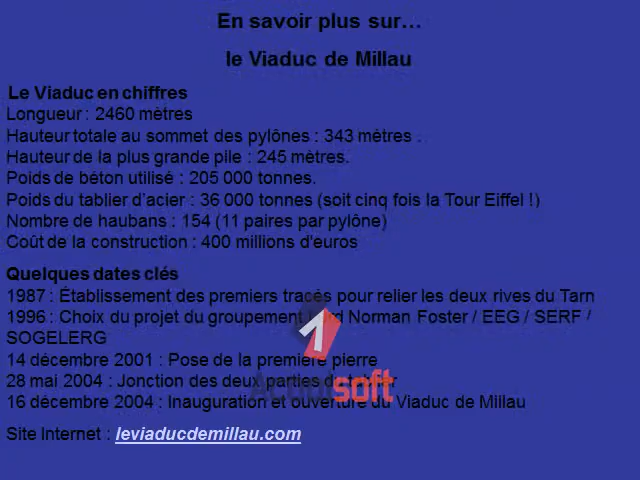 En savoir plus sur…
le Viaduc de Millau
Le Viaduc en chiffres
Longueur : 2460 mètres
Hauteur totale au sommet des pylônes : 343 mètres .
Hauteur de la plus grande pile : 245 mètres.
Poids de béton utilisé : 205 000 tonnes.
Poids du tablier d'acier : 36 000 tonnes (soit cinq fois la Tour Eiffel !)
Nombre de haubans : 154 (11 paires par pylône)
Coût de la construction : 400 millions d'euros
Quelques dates clés
1987 : Établissement des premiers tracés pour relier les deux rives du Tarn
1996 : Choix du projet du groupement Lord Norman Foster / EEG / SERF /
SOGELERG
14 décembre 2001 : Pose de la première pierre
28 mai 2004 : Jonction des deux parties du
16 décembre 2004 : Inauguration et ouverture du Viaduc de Millau
Site Internet : leviaducdemillau.com